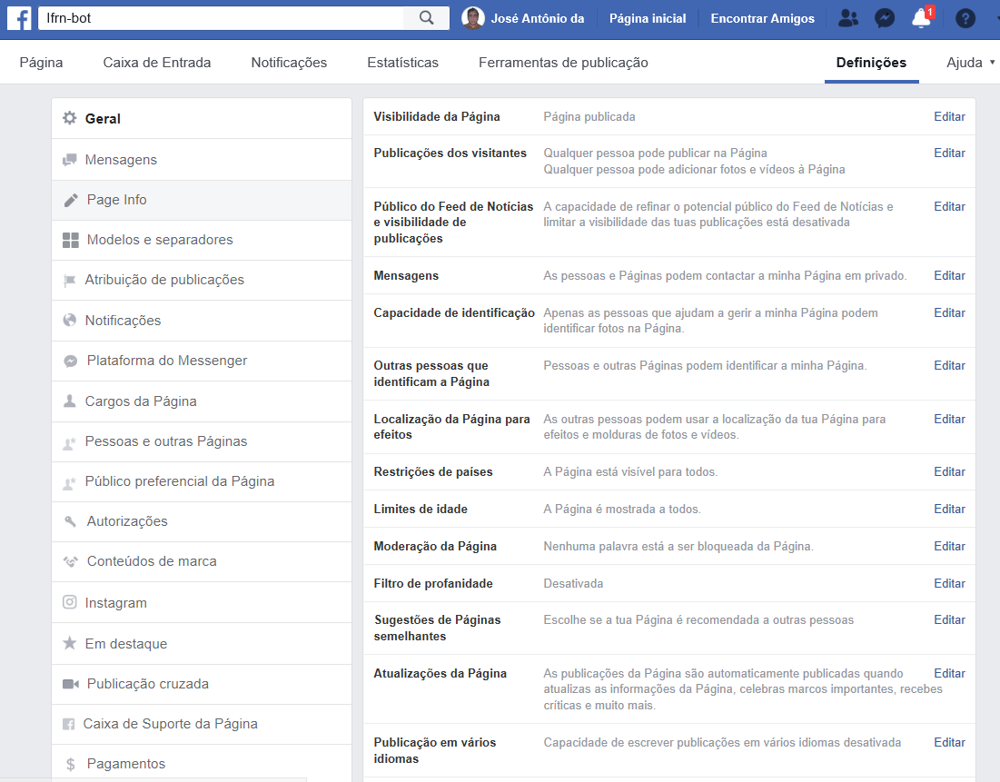 f
Ifrn-bot
José Antônio da
Página inicial
Encontrar Amigos
1
?
Página
Caixa de Entrada
Notificações
Estatísticas
Ferramentas de publicação
Definições
Ajuda
Geral
Mensagens
Page Info
Modelos e separadores
Atribuição de publicações
Notificações
Plataforma do Messenger
Cargos da Página
Pessoas e outras Páginas
Público preferencial da Página
Autorizações
Conteúdos de marca
Instagram
Em destaque
Publicação cruzada
Caixa de Suporte da Página
$ Pagamentos
Visibilidade da Página
Página publicada
Editar
Publicações dos visitantes
Qualquer pessoa pode publicar na Página
Qualquer pessoa pode adicionar fotos e vídeos à Página
Editar
Público do Feed de Notícias
e visibilidade de
publicações
A capacidade de refinar o potencial público do Feed de Notícias e
limitar a visibilidade das tuas publicações está desativada
Editar
Mensagens
As pessoas e Páginas podem contactar a minha Página em privado.
Editar
Capacidade de identificação
Apenas as pessoas que ajudam a gerir a minha Página podem
identificar fotos na Página.
Editar
Outras pessoas que
identificam a Página
Pessoas e outras Páginas podem identificar a minha Página.
Editar
Localização da Página para
efeitos
As outras pessoas podem usar a localização da tua Página para
efeitos e molduras de fotos e vídeos.
Editar
Restrições de países
A Página está visível para todos.
Editar
Limites de idade
A Página é mostrada a todos.
Editar
Moderação da Página
Nenhuma palavra está a ser bloqueada da Página.
Editar
Filtro de profanidade
Desativada
Editar
Sugestões de Páginas
semelhantes
Escolhe se a tua Página é recomendada a outras pessoas
Editar
Atualizações da Página
As publicações da Página são automaticamente publicadas quando
atualizas as informações da Página, celebras marcos importantes, recebes
críticas e muito mais.
Editar
Publicação em vários
idiomas
Capacidade de escrever publicações em vários idiomas desativada
Editar